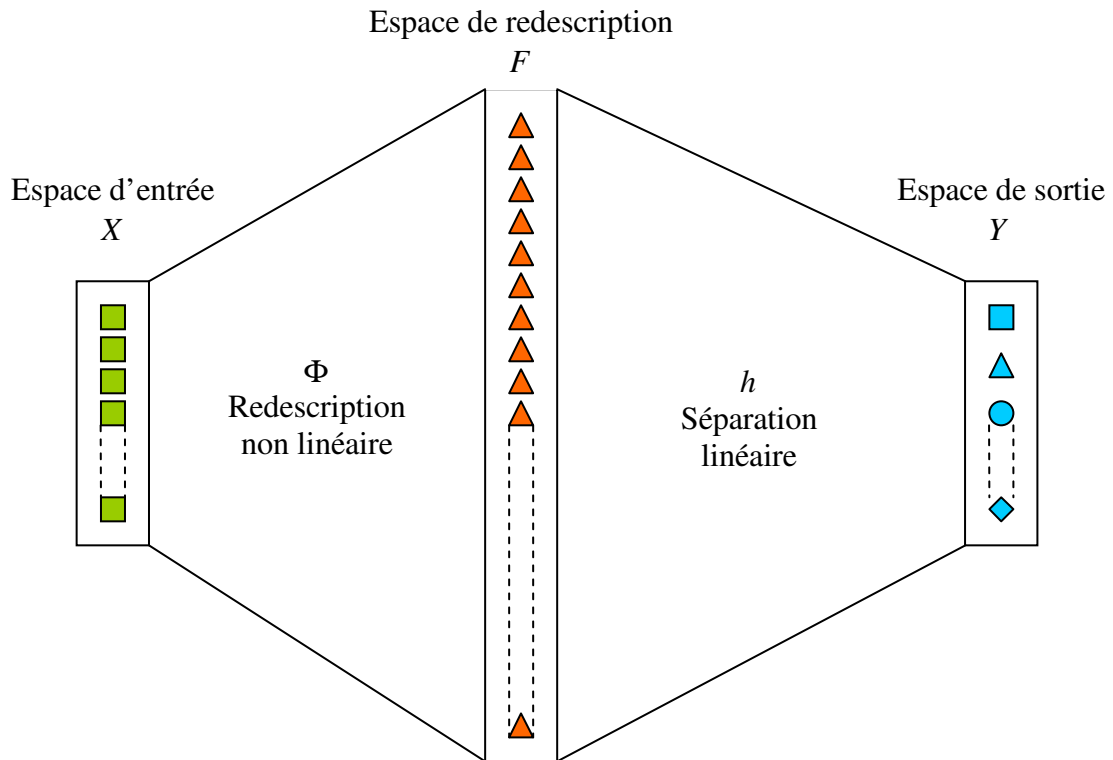 Espace de redescription
F
Espace d’entrée
X
Espace de sortie
Y
Φ
Redescription
non linéaire
h
Séparation
linéaire